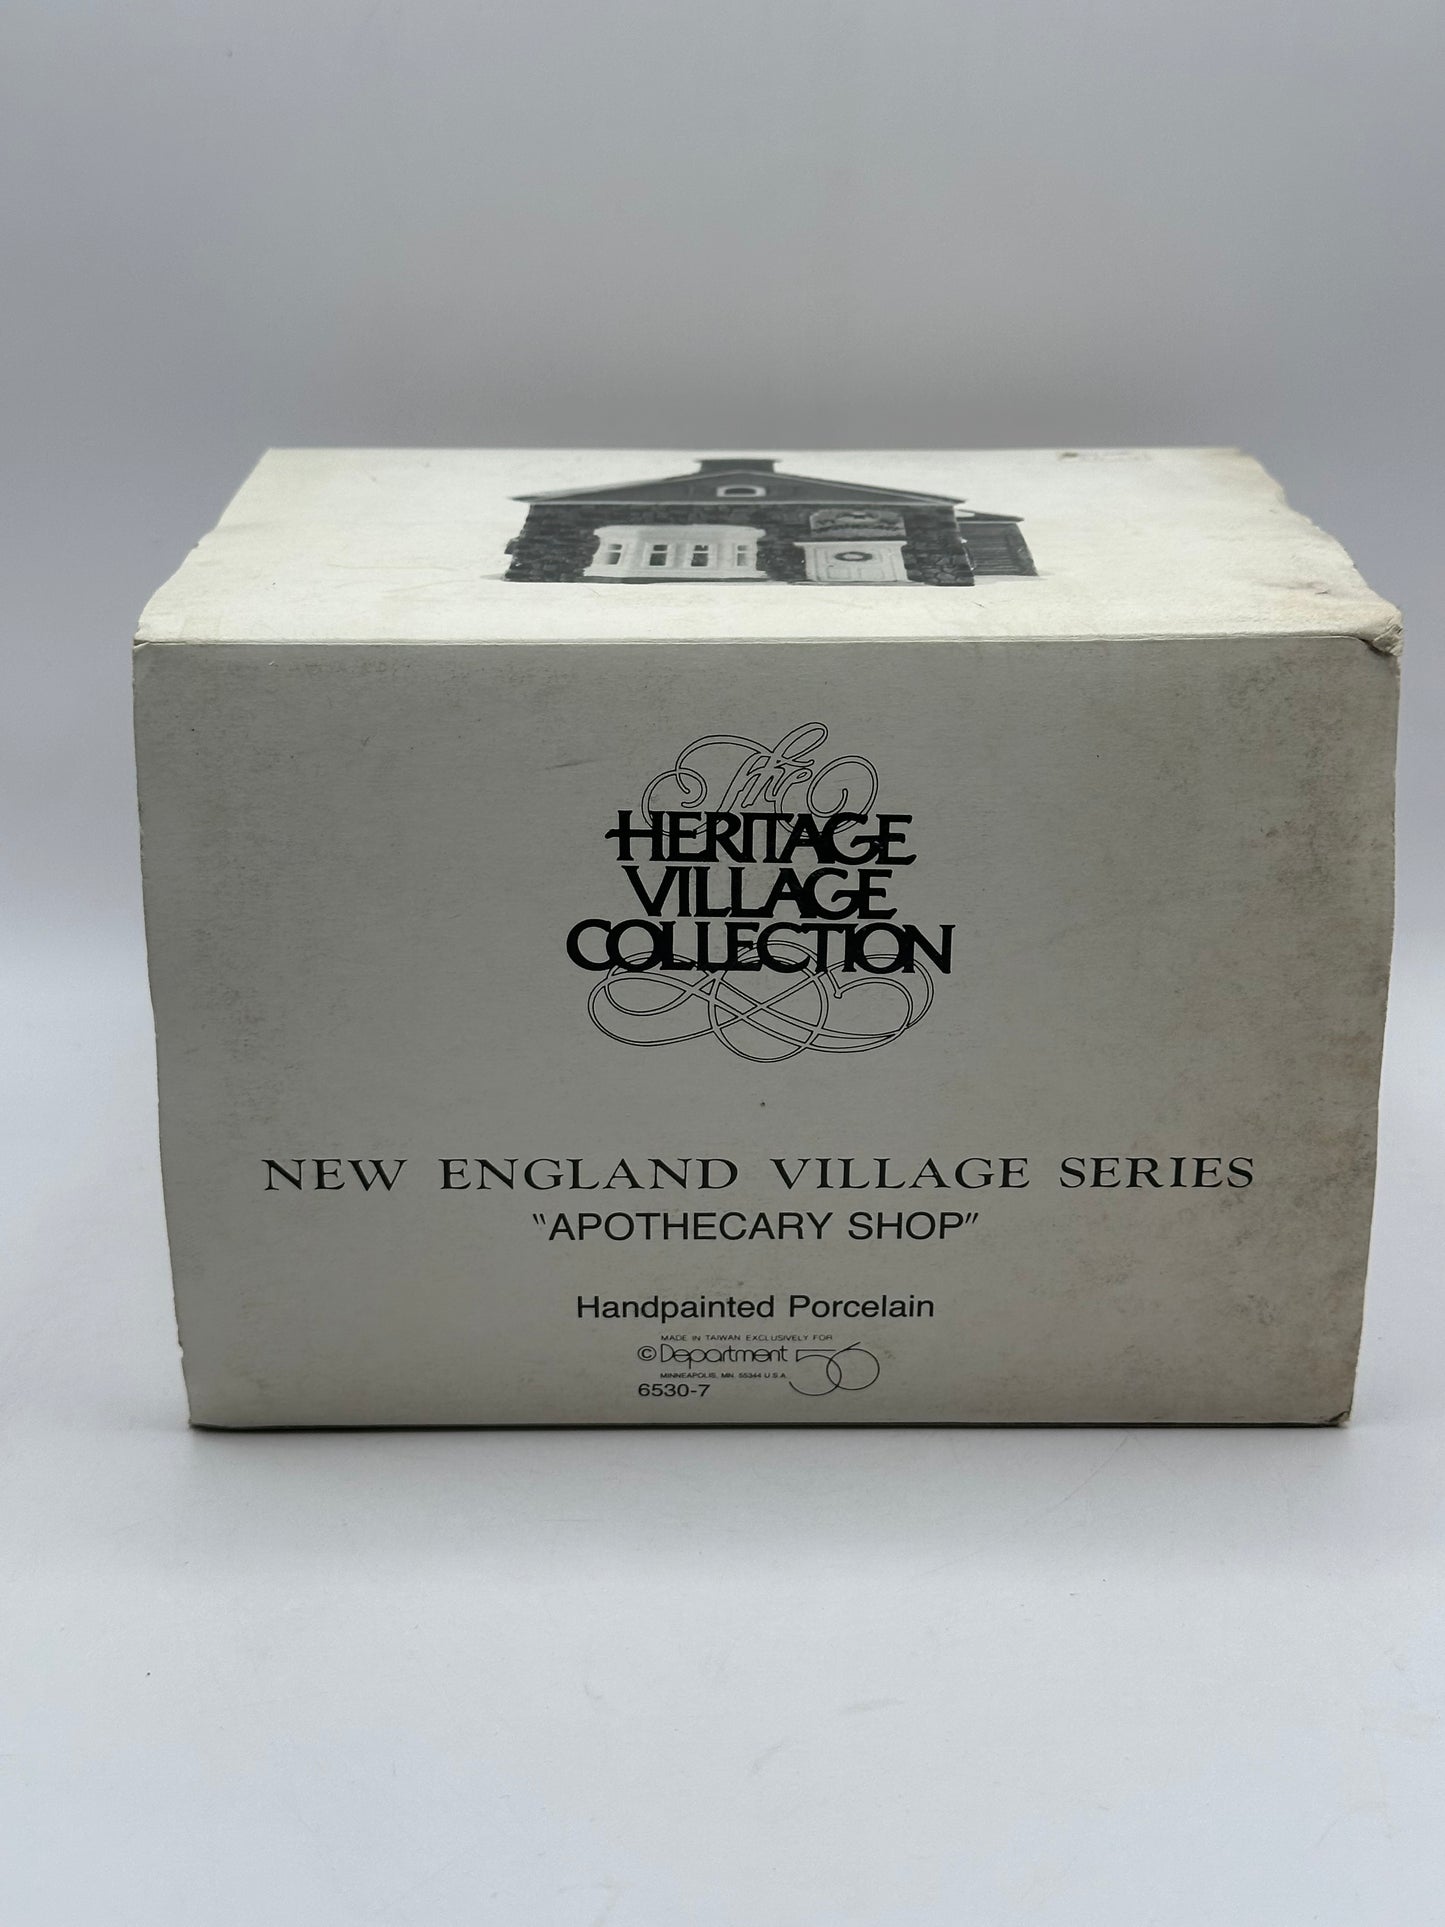 The
HERITAGE
VILLAGE
COLLECTION
NEW ENGLAND VILLAGE SERIES
"APOTHECARY SHOP"
Handpainted Porcelain
MADE IN TAIWAN EXCLUSIVELY FOR
© Department 56
MINNEAPOLIS, MN. 55344 U.S.A.
6530-7